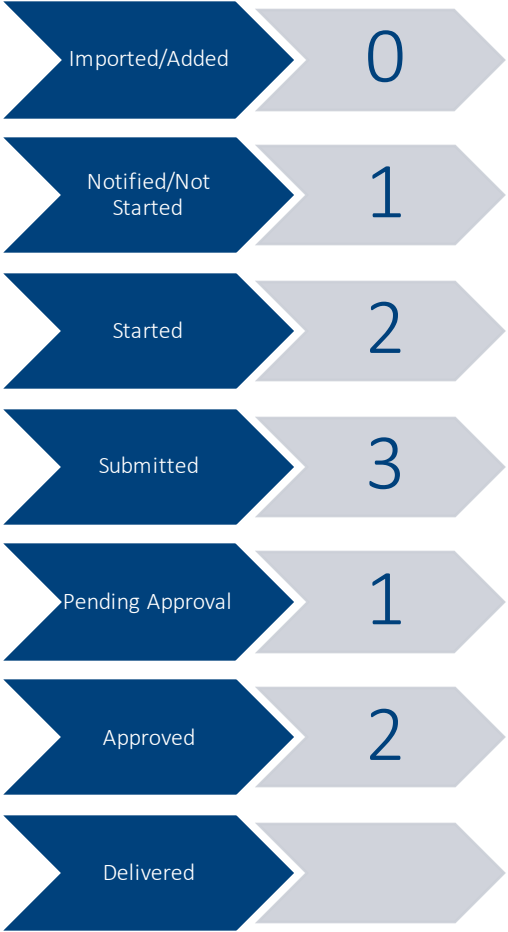 Imported/Added
0
Notified/Not
Started
1
Started
2
Submitted
3
Pending Approval
1
Approved
2
Delivered